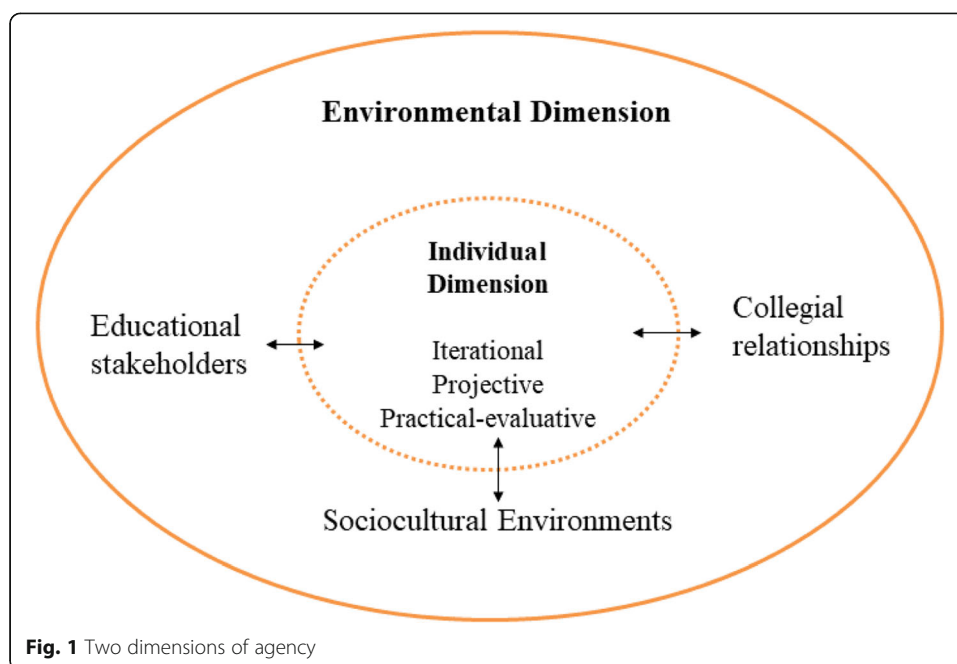 Environmental Dimension
Individual
Dimension
Educational
stakeholders
Iterational
Projective
Practical-evaluative
Collegial
relationships
Sociocultural Environments
Fig. 1 Two dimensions of agency